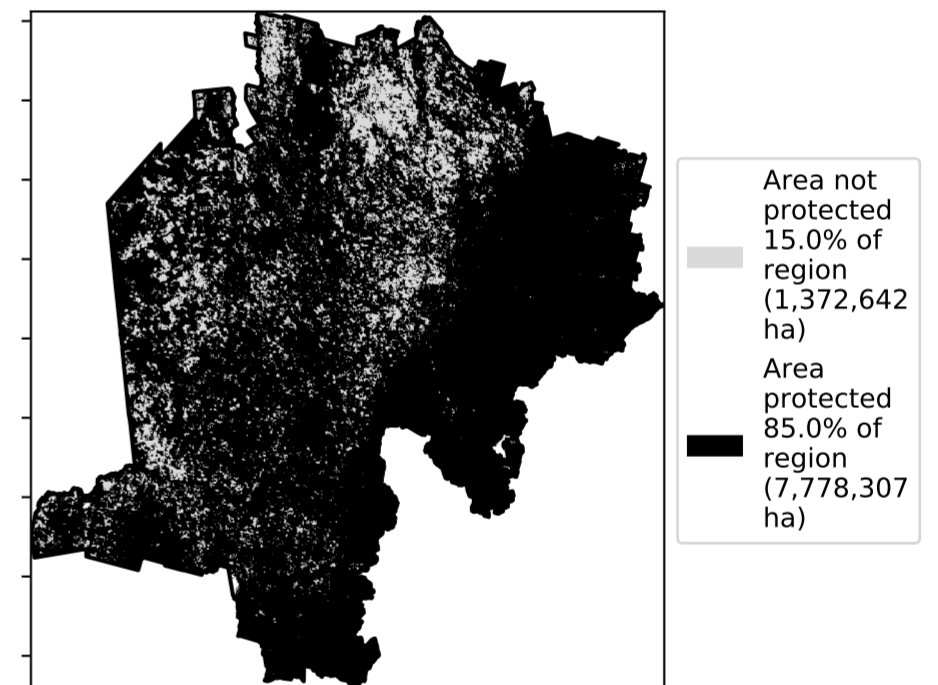 Area not
protected
15.0% of
region
(1,372,642
ha)
Area
protected
85.0% of
region
(7,778,307
ha)